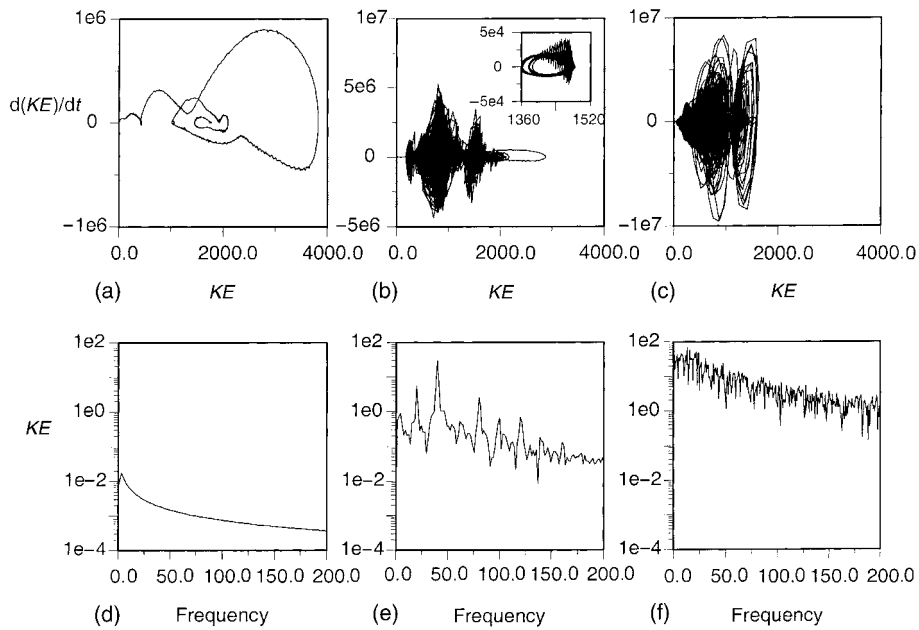 1e6
d(KE)/dt
0
−1e6
0.0
2000.0
4000.0
(a)
KE
1e7
5e6
0
−5e6
0.0
2000.0
4000.0
(b)
KE
5e4
0
−5e4
1360
1520
1e7
0
−1e7
0.0
2000.0
4000.0
(c)
KE
1e2
1e0
KE
1e−2
1e−4
0.0
50.0
100.0
150.0
200.0
(d)
Frequency
1e2
1e0
1e−2
1e−4
0.0
50.0
100.0
150.0
200.0
(e)
Frequency
1e2
1e0
1e−2
1e−4
0.0
50.0
100.0
150.0
200.0
(f)
Frequency